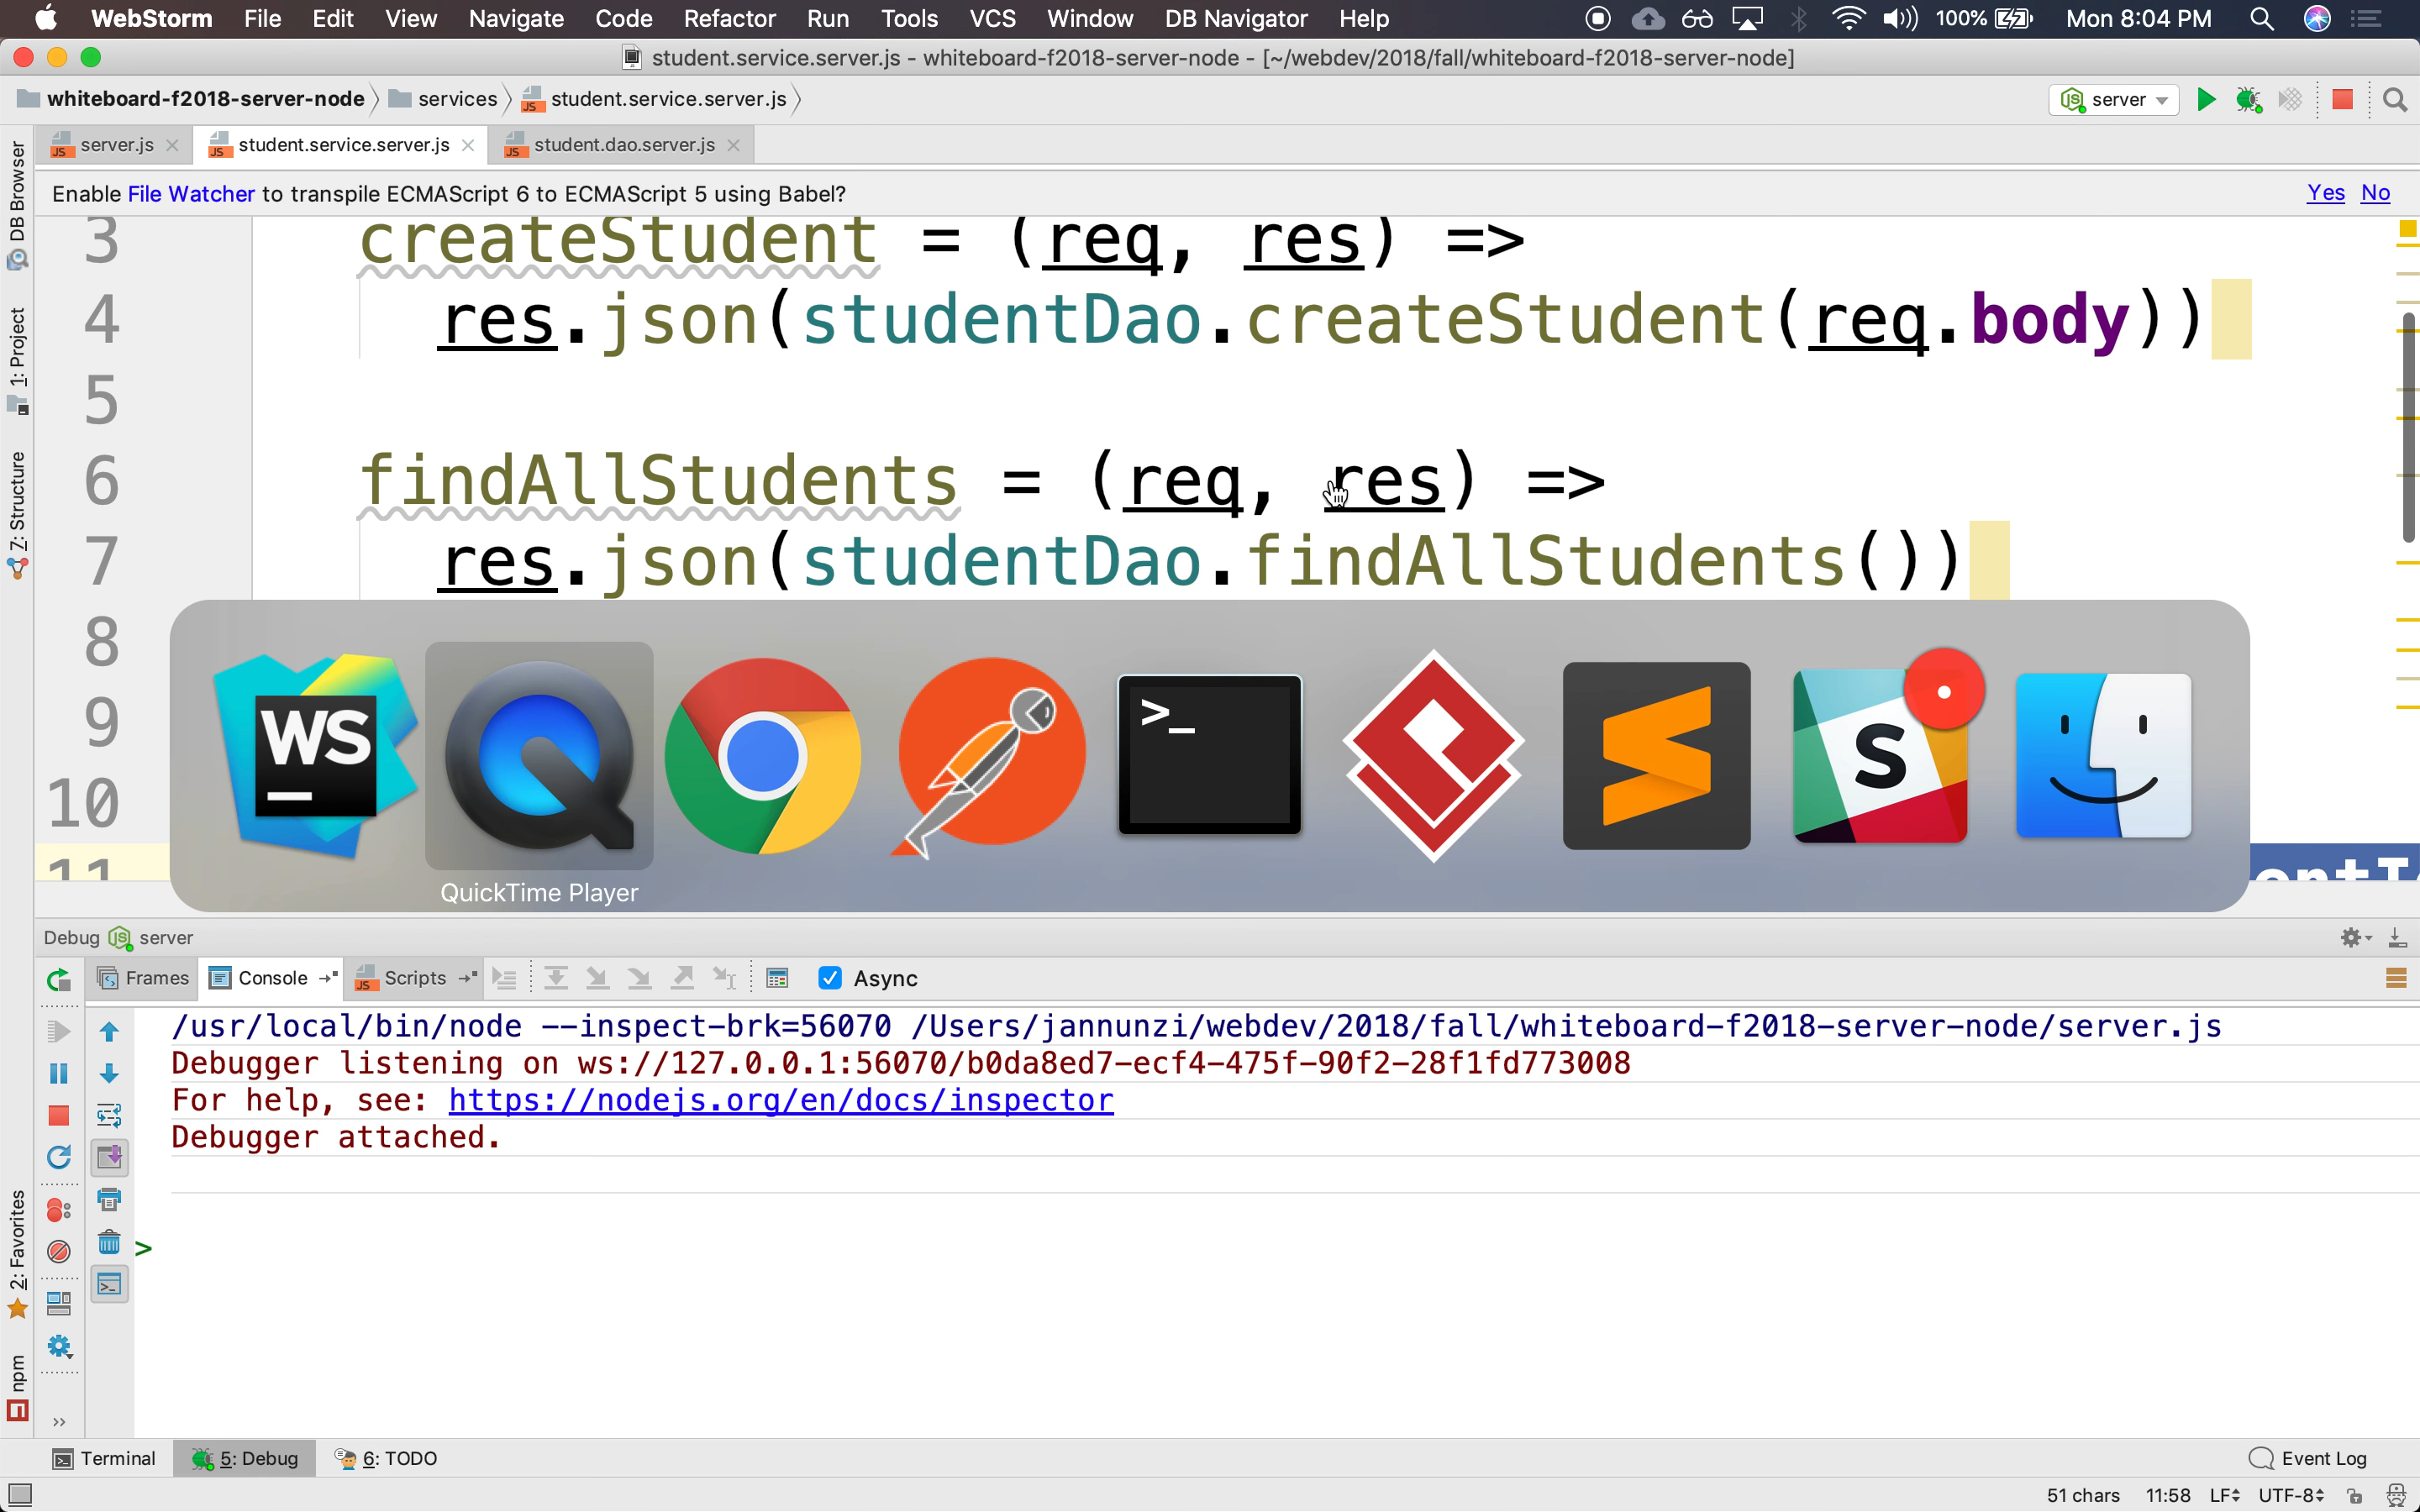 WebStorm File Edit View Navigate Code Refactor Run Tools VCS Window DB Navigator Help 100% Mon 8:04 PM
student.service.server.js - whiteboard-f2018-server-node - [~/webdev/2018/fall/whiteboard-f2018-server-node]
whiteboard-f2018-server-node services student.service.server.js server
server.js student.service.server.js student.dao.server.js
Enable File Watcher to transpile ECMAScript 6 to ECMAScript 5 using Babel? Yes No
DB Browser
1: Project
7: Structure
2: Favorites
npm
3 createStudent = (req, res) =>
4 res.json(studentDao.createStudent(req.body))
5
6 findAllStudents = (req, res) =>
7 res.json(studentDao.findAllStudents())
8
9
10
11
WS
>_
S
QuickTime Player
Debug server
Frames Console Scripts Async
/usr/local/bin/node --inspect-brk=56070 /Users/jannunzi/webdev/2018/fall/whiteboard-f2018-server-node/server.js
Debugger listening on ws://127.0.0.1:56070/b0da8ed7-ecf4-475f-90f2-28f1fd773008
For help, see: https://nodejs.org/en/docs/inspector
Debugger attached.
>
Terminal 5: Debug 6: TODO Event Log
51 chars 11:58 LF UTF-8